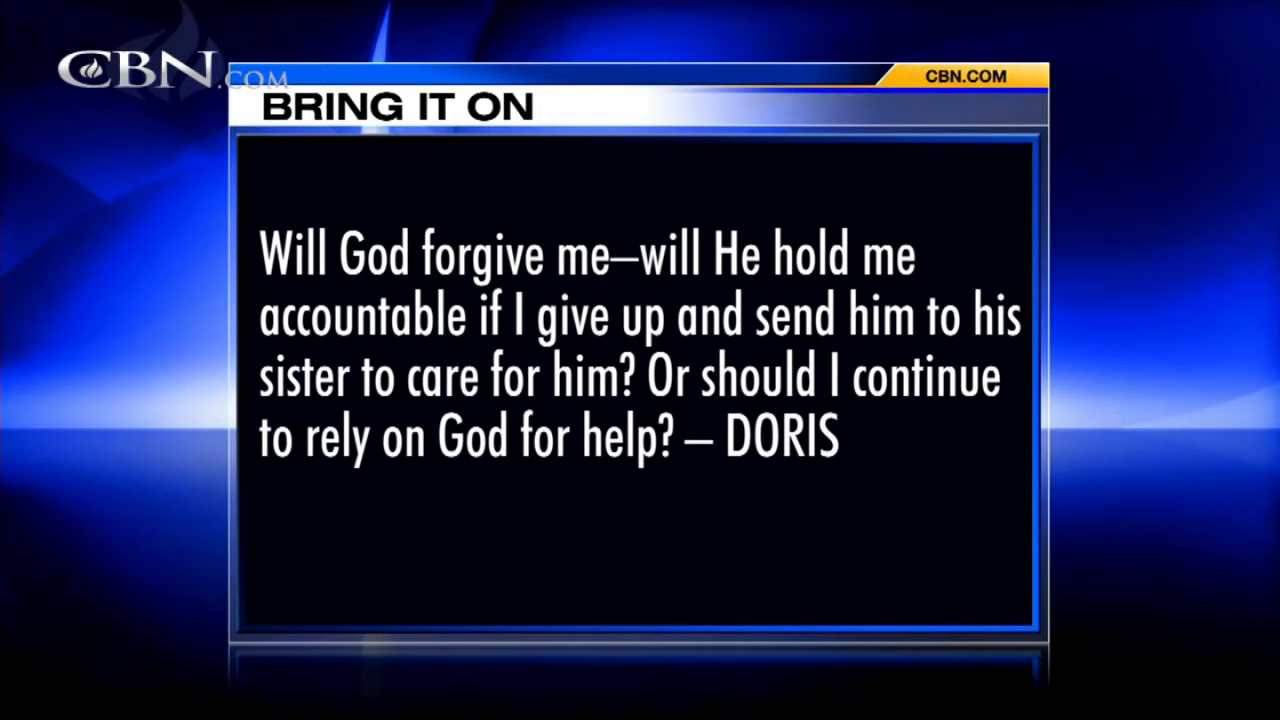 CBN.COM
CBN.COM
BRING IT ON
Will God forgive me—will He hold me
accountable if I give up and send him to his
sister to care for him? Or should I continue
to rely on God for help? – DORIS